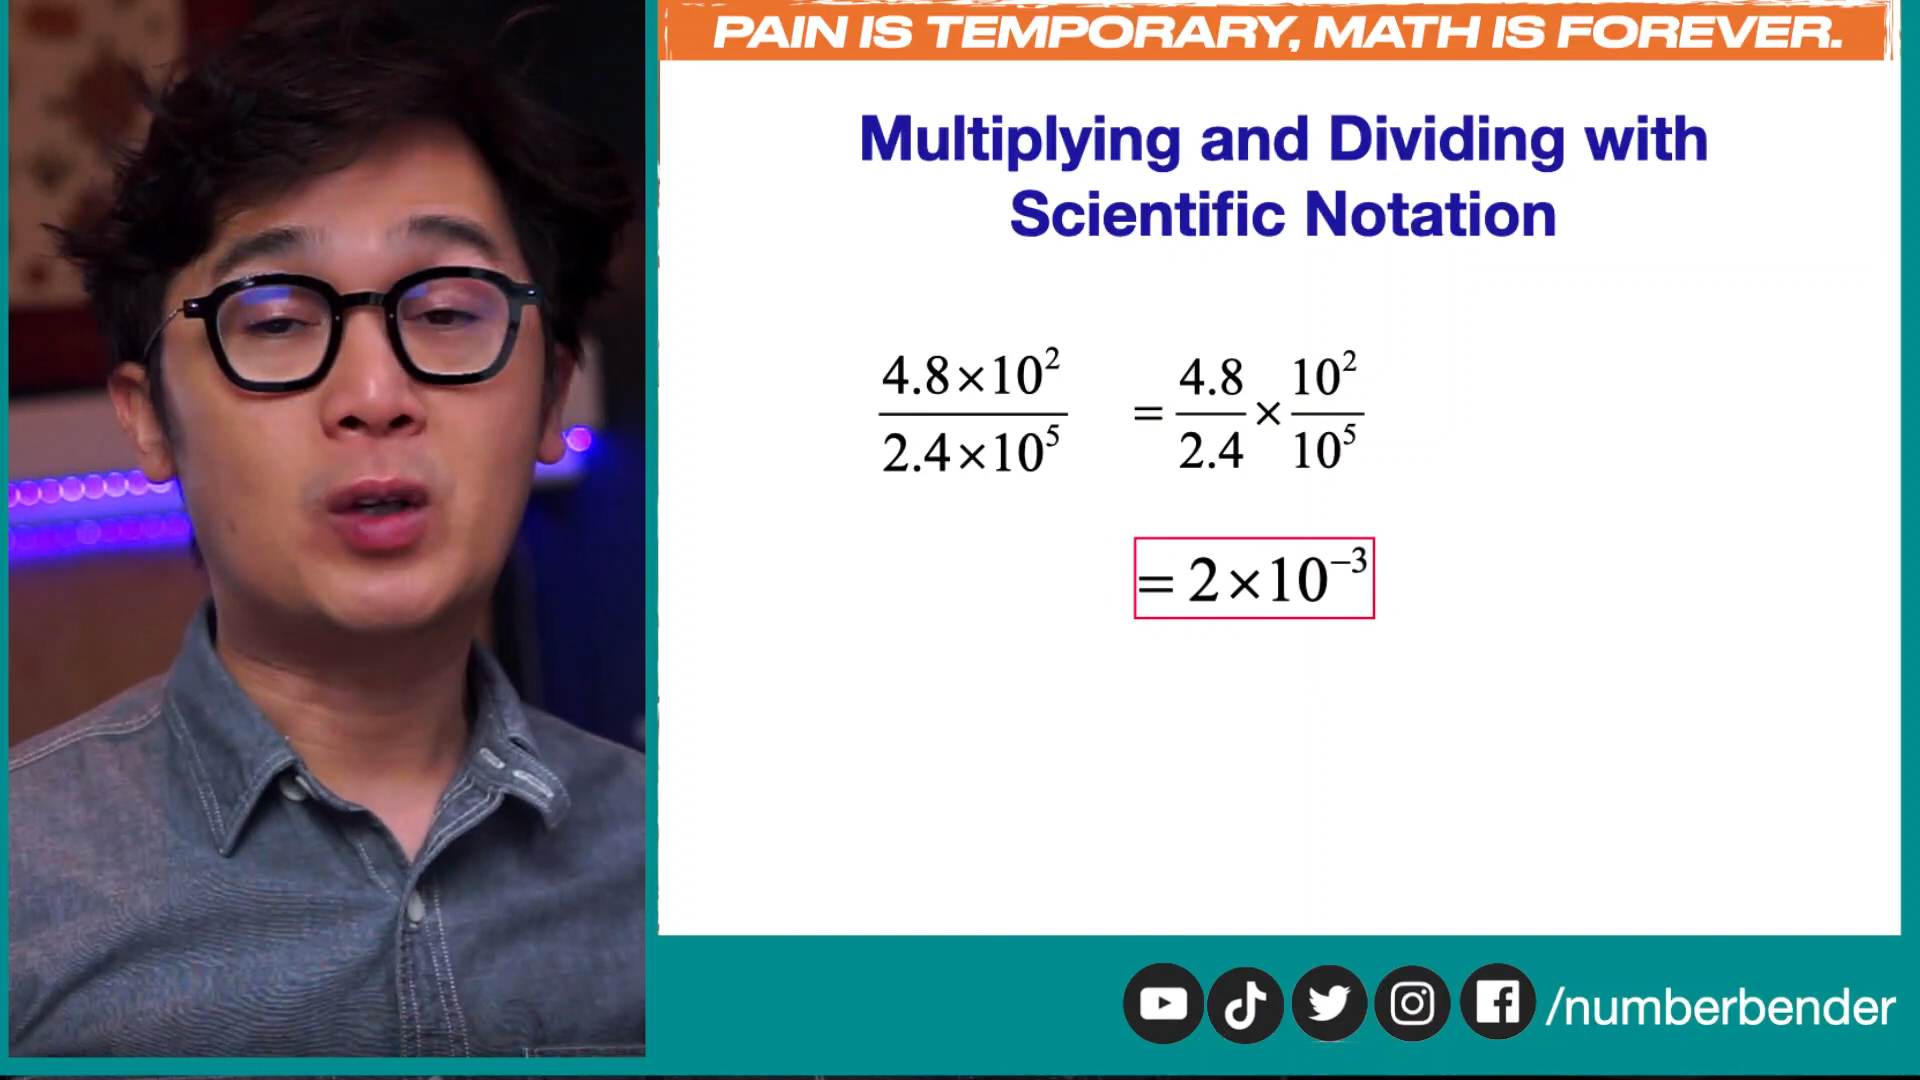 PAIN IS TEMPORARY, MATH IS FOREVER.
Multiplying and Dividing with
Scientific Notation
4.8×10² / 2.4×10⁵ = 4.8/2.4 × 10²/10⁵
= 2×10⁻³
/numberbender